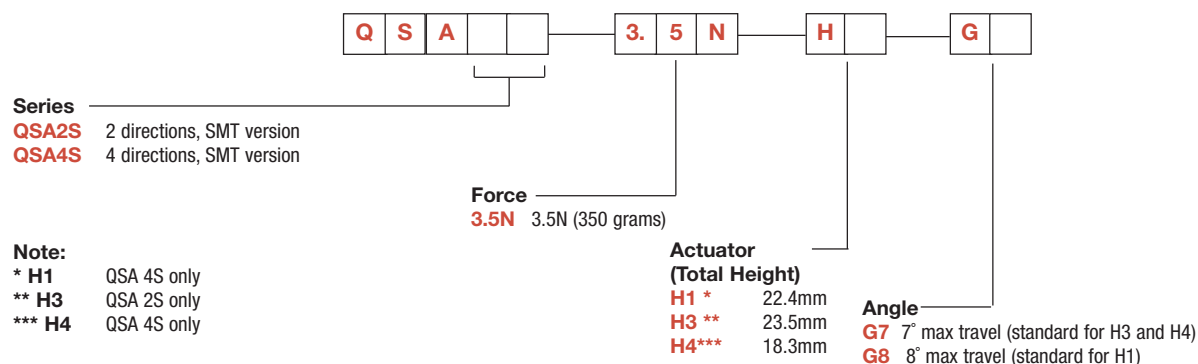 Q S A 3. 5 N H G
Series
QSA2S 2 directions, SMT version
QSA4S 4 directions, SMT version
Force
3.5N 3.5N (350 grams)
Note:
* H1 QSA 4S only
** H3 QSA 2S only
*** H4 QSA 4S only
Actuator
(Total Height)
H1 * 22.4mm
H3 ** 23.5mm
H4*** 18.3mm
Angle
G7 7° max travel (standard for H3 and H4)
G8 8° max travel (standard for H1)